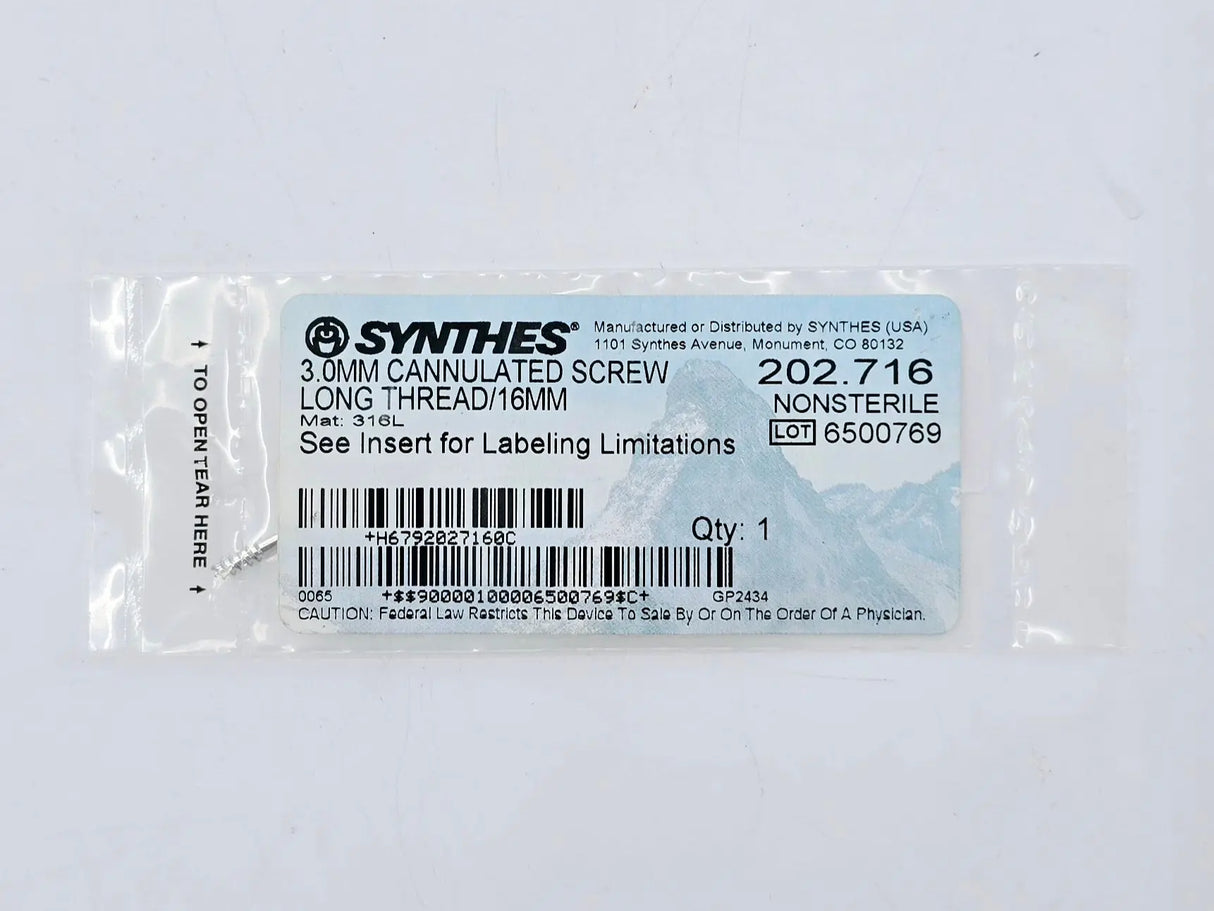 TO OPEN TEAR HERE
SYNTHES®
Manufactured or Distributed by SYNTHES (USA)
1101 Synthes Avenue, Monument, CO 80132
3.0MM CANNULATED SCREW
LONG THREAD/16MM
Mat: 316L
See Insert for Labeling Limitations
202.716
NONSTERILE
LOT 6500769
+H6792027160C
Qty: 1
0065 +$$90000010006500769$C+ GP2434
CAUTION: Federal Law Restricts This Device To Sale By Or On The Order Of A Physician.